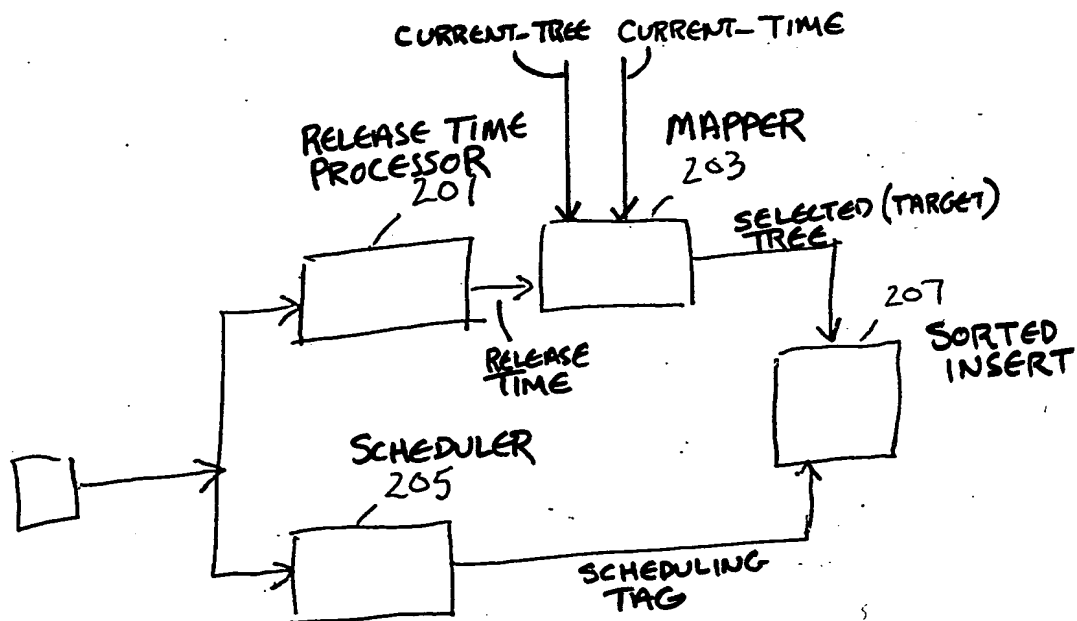 CURRENT-TREE CURRENT-TIME
RELEASE TIME
PROCESSOR
201
MAPPER
203
SELECTED (TARGET)
TREE
RELEASE
TIME
207
SORTED
INSERT
SCHEDULER
205
SCHEDULING
TAG